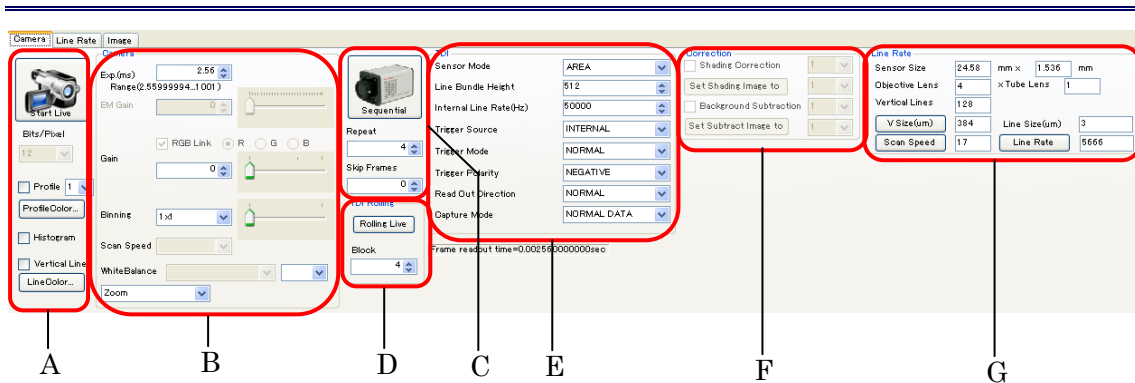 Camera
Line Rate
Image
Start Live
Bits/Pixel
12
Profile 1
ProfileColor...
Histogram
Vertical Line
LineColor...
Camera
Exp.(ms) 2.56
Range(2.55999994...1001)
EM Gain 0
RGB Link R G B
Gain
0
Binning 1x1
Scan Speed
WhiteBalance
Zoom
Sequential
Repeat
4
Skip Frames
0
TDI Rolling
Rolling Live
Block
4
TDI
Sensor Mode AREA
Line Bundle Height 512
Internal Line Rate(Hz) 50000
Trigger Source INTERNAL
Trigger Mode NORMAL
Trigger Polarity NEGATIVE
Read Out Direction NORMAL
Capture Mode NORMAL DATA
Frame readout time=0.002560000000sec
Correction
Shading Correction 1
Set Shading Image to 1
Background Subtraction 1
Set Subtract Image to 1
Line Rate
Sensor Size 24.58 mm × 1.536 mm
Objective Lens 4 ×Tube Lens 1
Vertical Lines 128
V Size(um) 384 Line Size(um) 3
Scan Speed 17 Line Rate 5666
A
B
D
C
E
F
G